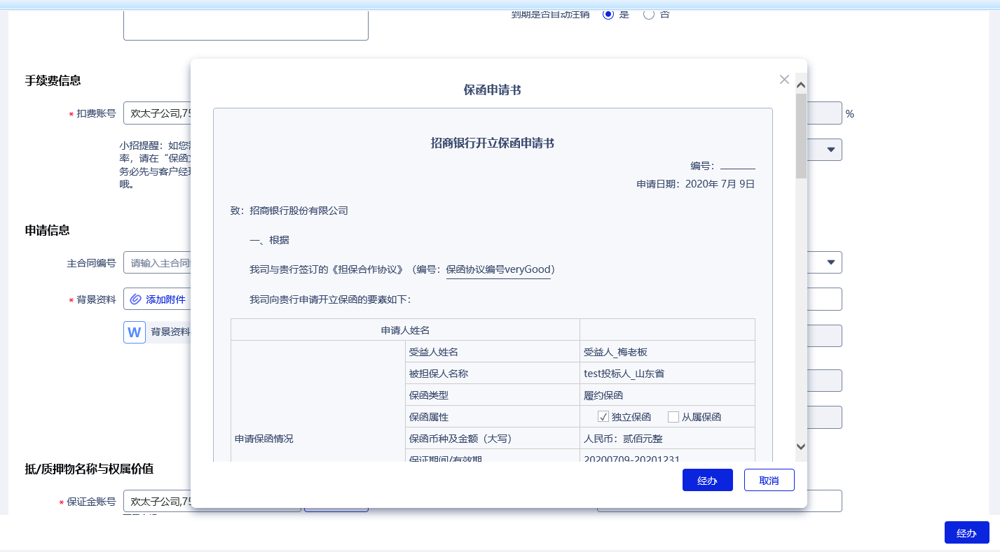 到期是否自动注销 是 否
手续费信息
* 扣费账号 欢太子公司,75
%
小招提醒：如您
率，请在“保函
务必先与客户经
哦。
申请信息
主合同编号 请输入主合同
* 背景资料 添加附件
W 背景资料
抵/质押物名称与权属价值
* 保证金账号 欢太子公司,75
保函申请书
招商银行开立保函申请书
编号：
申请日期：2020年 7月 9日
致：招商银行股份有限公司
一、根据
我司与贵行签订的《担保合作协议》（编号：保函协议编号veryGood）
我司向贵行申请开立保函的要素如下：
申请人姓名
申请保函情况
受益人姓名 受益人_梅老板
被担保人名称 test投标人_山东省
保函类型 履约保函
保函属性 独立保函 从属保函
保函币种及金额（大写） 人民币：贰佰元整
保证期间/有效期 20200709-20201231
经办 取消
经办